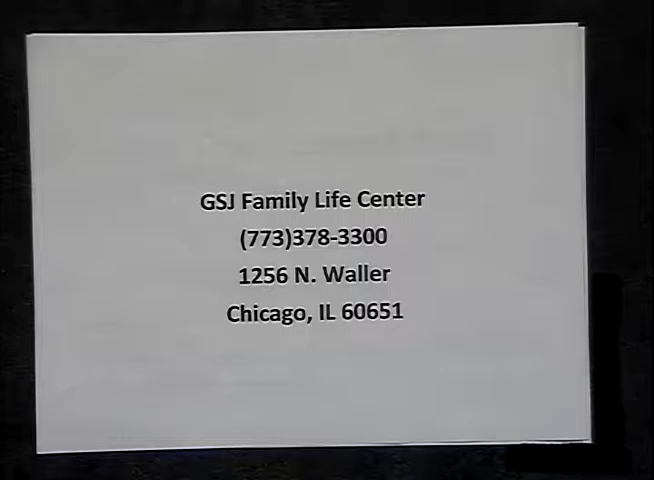 GSJ Family Life Center
(773)378-3300
1256 N. Waller
Chicago, IL 60651